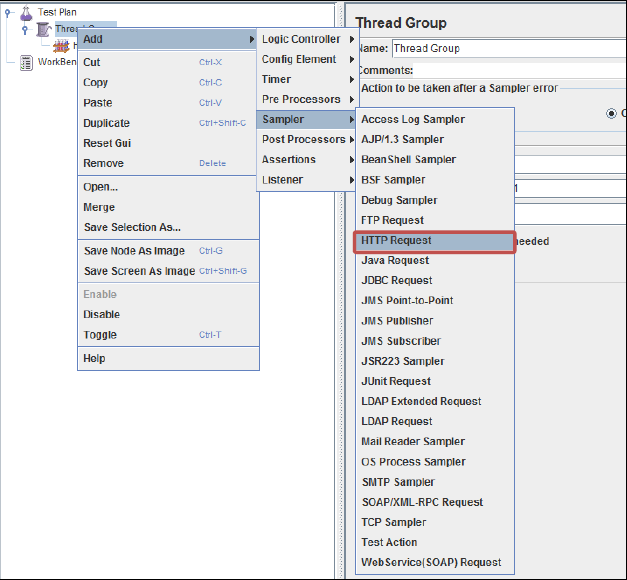 Test Plan
Thread
WorkBen
Add
Cut Ctrl-X
Copy Ctrl-C
Paste Ctrl-V
Duplicate Ctrl+Shift-C
Reset Gui
Remove Delete
Open...
Merge
Save Selection As...
Save Node As Image Ctrl-G
Save Screen As Image Ctrl+Shift-G
Enable
Disable
Toggle Ctrl-T
Help
Logic Controller
Config Element
Timer
Pre Processors
Sampler
Post Processors
Assertions
Listener
Access Log Sampler
AJP/1.3 Sampler
BeanShell Sampler
BSF Sampler
Debug Sampler
FTP Request
HTTP Request
Java Request
JDBC Request
JMS Point-to-Point
JMS Publisher
JMS Subscriber
JSR223 Sampler
JUnit Request
LDAP Extended Request
LDAP Request
Mail Reader Sampler
OS Process Sampler
SMTP Sampler
SOAP/XML-RPC Request
TCP Sampler
Test Action
WebService(SOAP) Request
Thread Group
Name: Thread Group
Comments:
Action to be taken after a Sampler error
1
needed